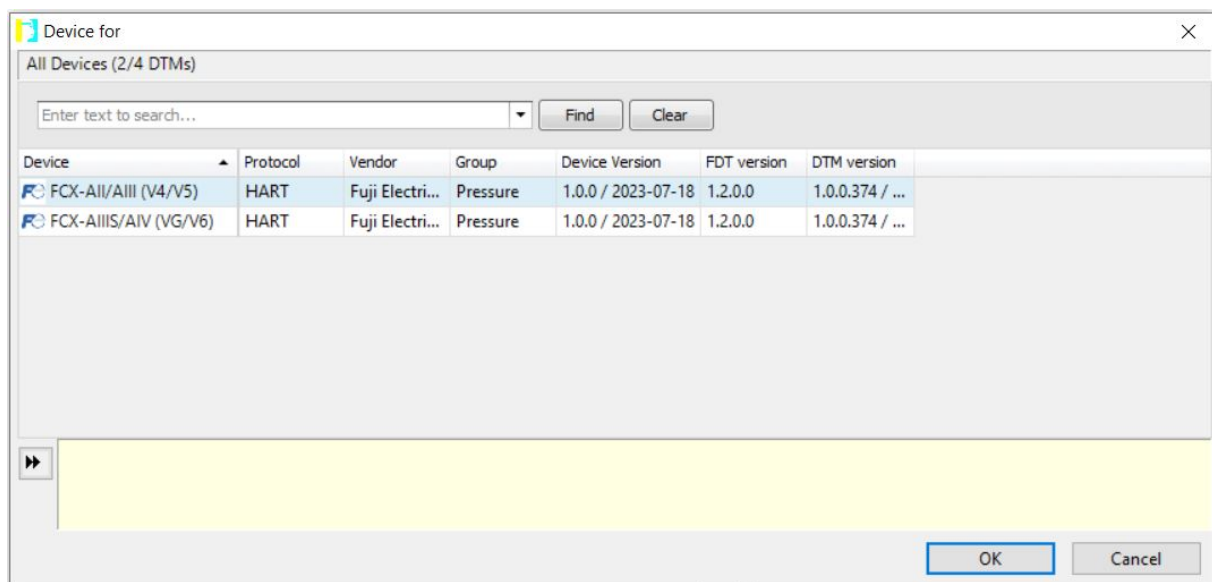 Device for
All Devices (2/4 DTMs)
Enter text to search... Find Clear
Device Protocol Vendor Group Device Version FDT version DTM version
FCX-AII/AIII (V4/V5) HART Fuji Electri... Pressure 1.0.0 / 2023-07-18 1.2.0.0 1.0.0.374 / ...
FCX-AIIIS/AIV (VG/V6) HART Fuji Electri... Pressure 1.0.0 / 2023-07-18 1.2.0.0 1.0.0.374 / ...
OK Cancel